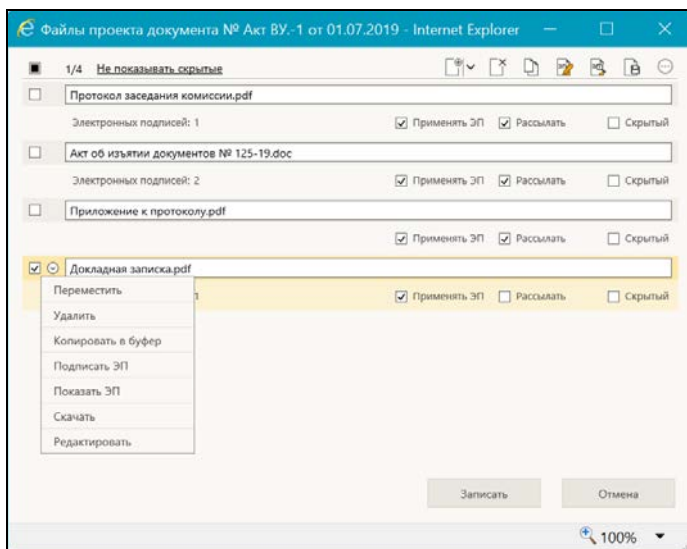 Файлы проекта документа № Акт ВУ.-1 от 01.07.2019 - Internet Explorer
1/4 Не показывать скрытые
Протокол заседания комиссии.pdf
Электронных подписей: 1 Применять ЭП Рассылать Скрытый
Акт об изъятии документов № 125-19.doc
Электронных подписей: 2 Применять ЭП Рассылать Скрытый
Приложение к протоколу.pdf
Применять ЭП Рассылать Скрытый
Докладная записка.pdf
1 Применять ЭП Рассылать Скрытый
Переместить
Удалить
Копировать в буфер
Подписать ЭП
Показать ЭП
Скачать
Редактировать
Записать Отмена
100%